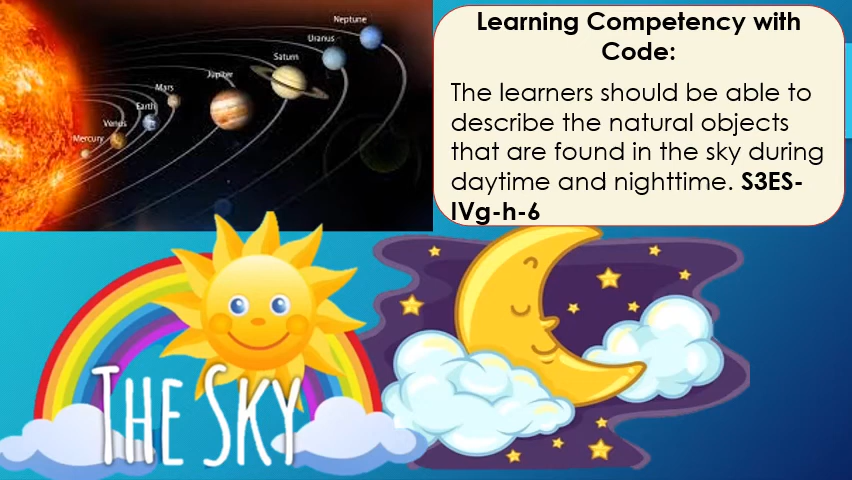 Neptune
Uranus
Saturn
Jupiter
Mars
Earth
Venus
Mercury
Learning Competency with
Code:
The learners should be able to
describe the natural objects
that are found in the sky during
daytime and nighttime. S3ES-
IVg-h-6
THE SKY